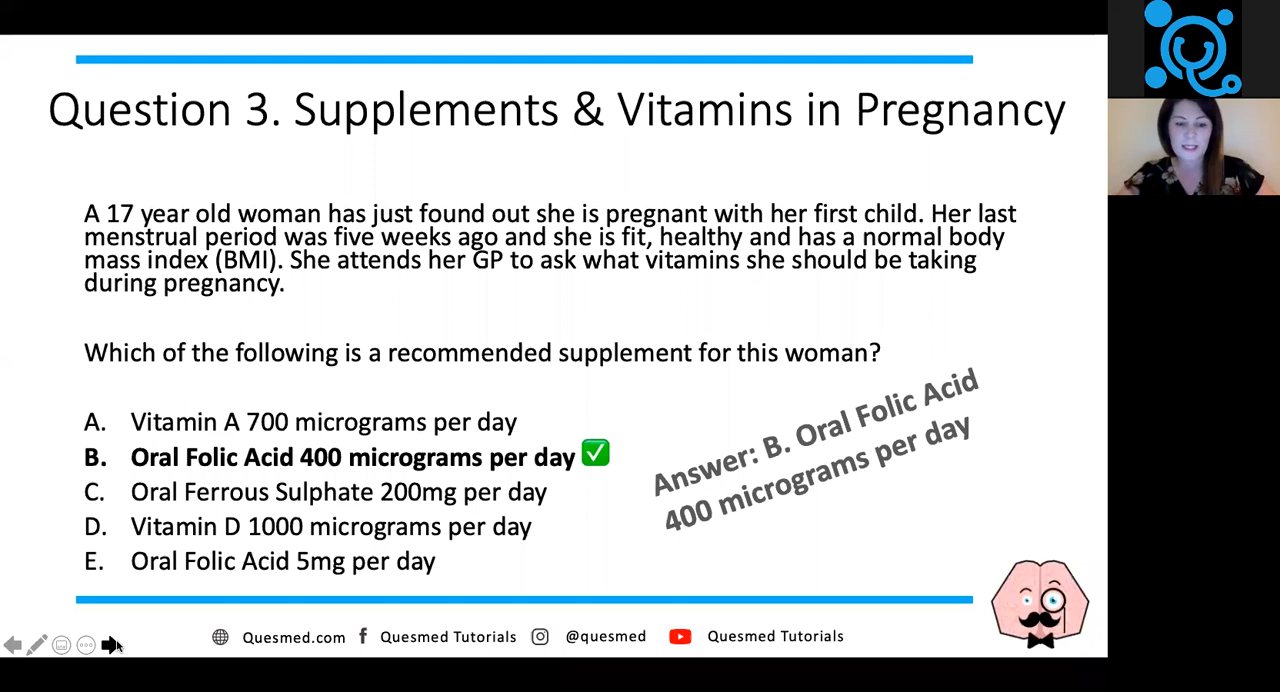 Question 3. Supplements & Vitamins in Pregnancy
A 17 year old woman has just found out she is pregnant with her first child. Her last
menstrual period was five weeks ago and she is fit, healthy and has a normal body
mass index (BMI). She attends her GP to ask what vitamins she should be taking
during pregnancy.
Which of the following is a recommended supplement for this woman?
A. Vitamin A 700 micrograms per day
B. Oral Folic Acid 400 micrograms per day
C. Oral Ferrous Sulphate 200mg per day
D. Vitamin D 1000 micrograms per day
E. Oral Folic Acid 5mg per day
Answer: B. Oral Folic Acid
400 micrograms per day
Quesmed.com Quesmed Tutorials @quesmed Quesmed Tutorials